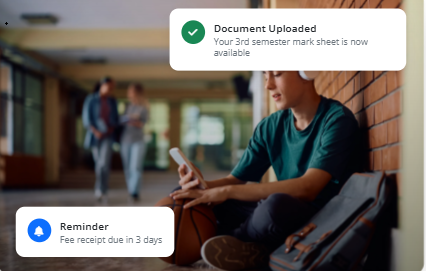 Document Uploaded
Your 3rd semester mark sheet is now
available
Reminder
Fee receipt due in 3 days